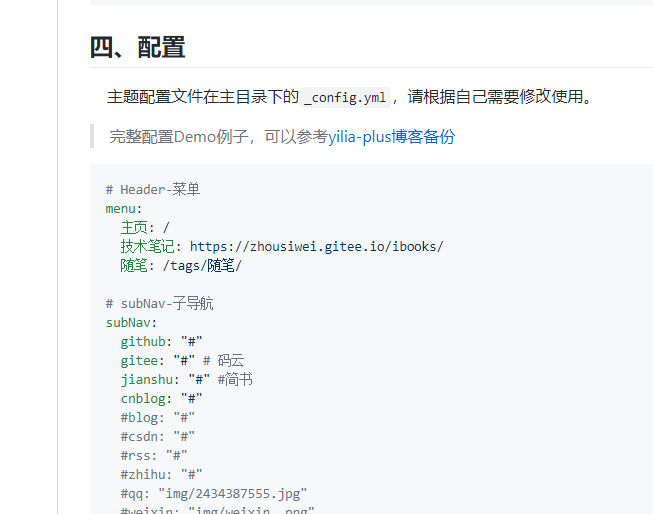 四、配置
主题配置文件在主目录下的 _config.yml ，请根据自己需要修改使用。
完整配置Demo例子，可以参考yilia-plus博客备份
# Header-菜单
menu:
  主页: /
  技术笔记: https://zhousiwei.gitee.io/ibooks/
  随笔: /tags/随笔/
# subNav-子导航
subNav:
  github: "#"
  gitee: "#" # 码云
  jianshu: "#" #简书
  cnblog: "#"
  #blog: "#"
  #csdn: "#"
  #rss: "#"
  #zhihu: "#"
  #qq: "img/2434387555.jpg"
  #weixin: "img/weixin_.png"